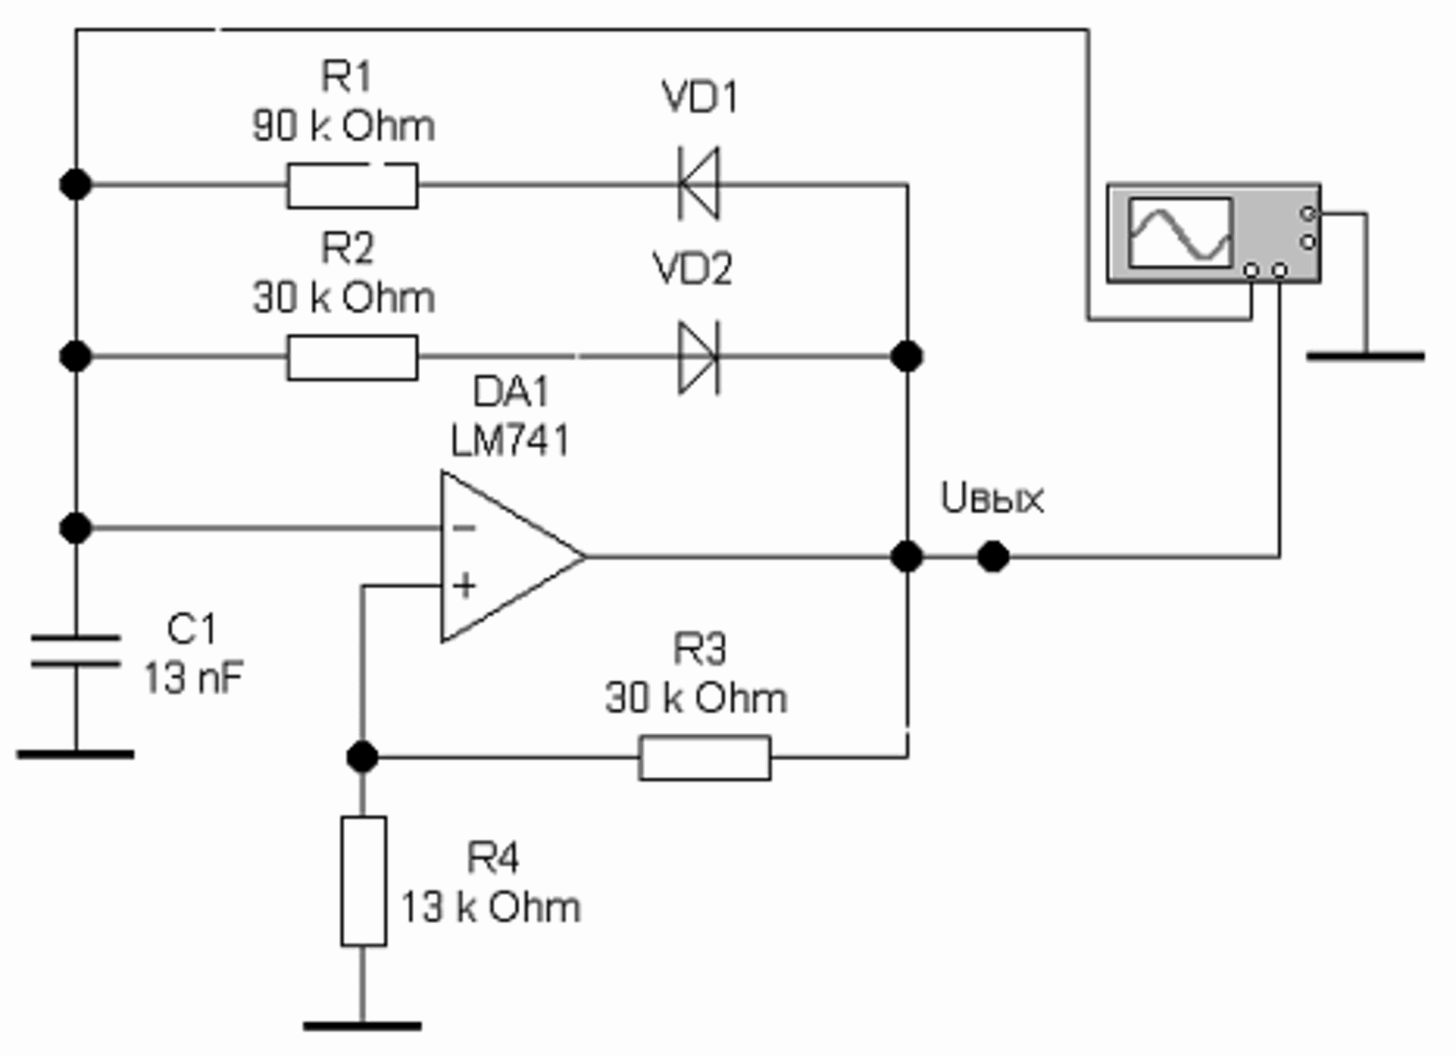 R1
90 k Ohm
VD1
R2
30 k Ohm
VD2
DA1
LM741
−
+
Uвых
C1
13 nF
R3
30 k Ohm
R4
13 k Ohm